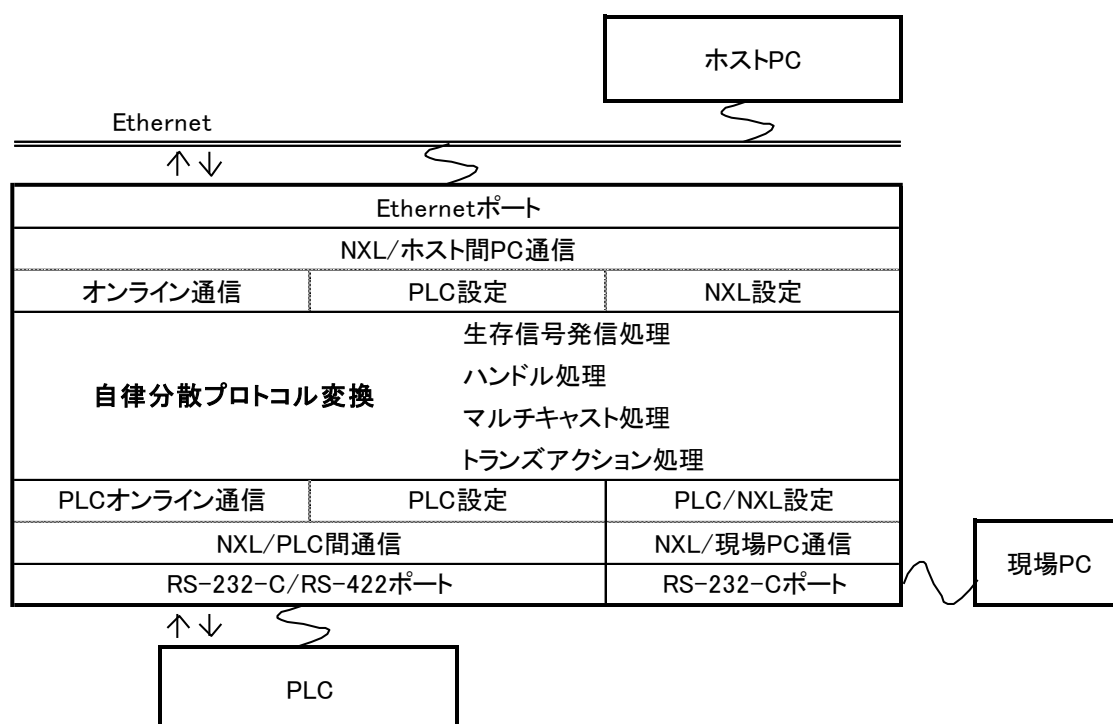 ホストPC
Ethernet
↑↓
Ethernetポート
NXL/ホスト間PC通信
オンライン通信 PLC設定 NXL設定
生存信号発信処理
ハンドル処理
自律分散プロトコル変換
マルチキャスト処理
トランズアクション処理
PLCオンライン通信 PLC設定 PLC/NXL設定
NXL/PLC間通信 NXL/現場PC通信
現場PC
RS-232-C/RS-422ポート RS-232-Cポート
↑↓
PLC